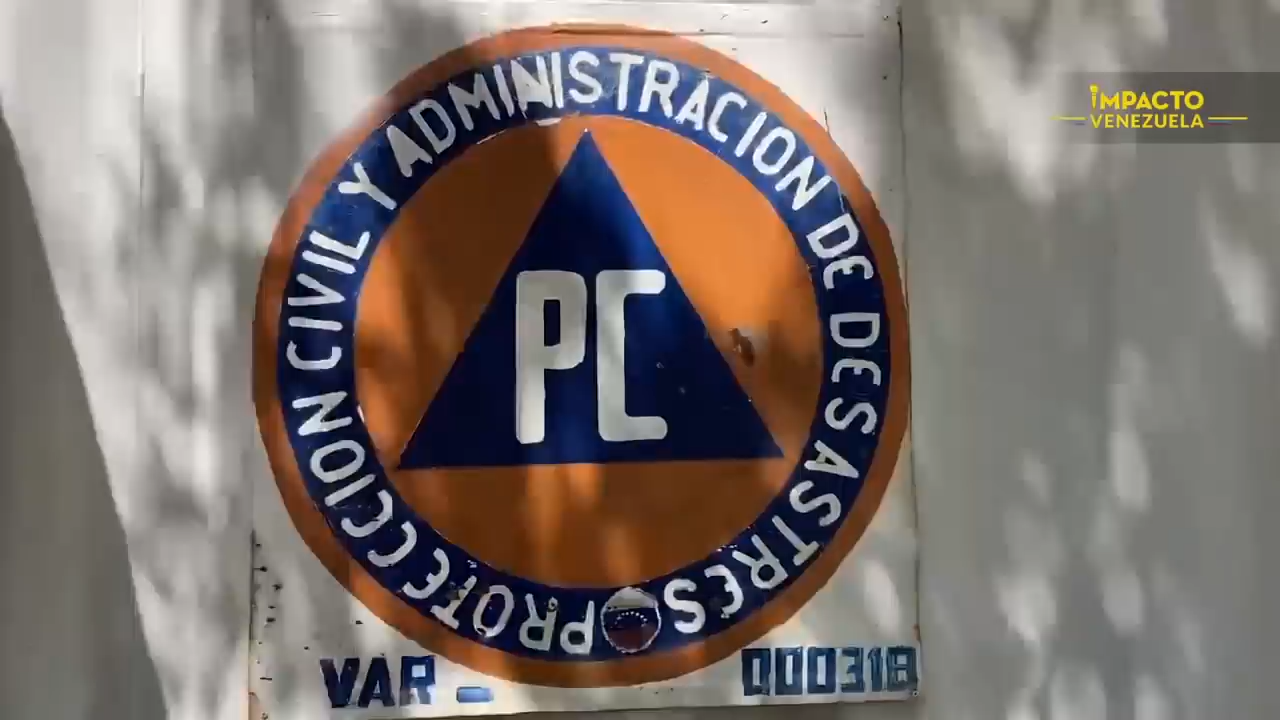 IMPACTO
VENEZUELA
PROTECCION CIVIL Y ADMINISTRACION DE DESASTRES
PC
VAR - 000318